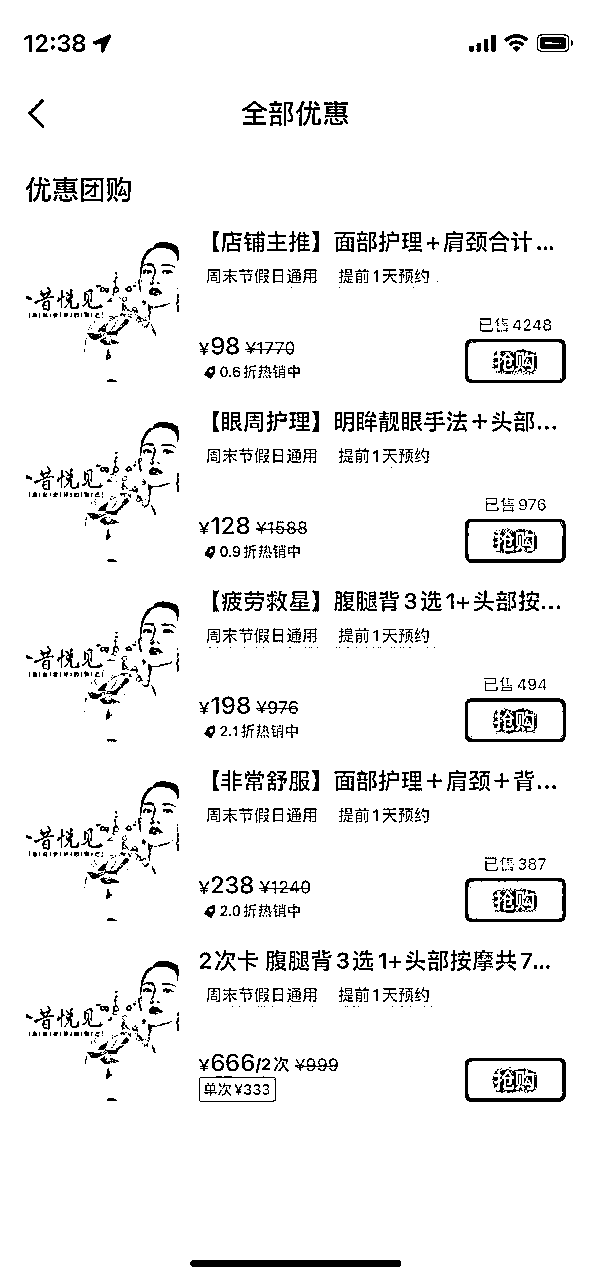 12:38
全部优惠
优惠团购
【店铺主推】面部护理+肩颈合计...
周末节假日通用 提前1天预约
已售4248
¥98 ¥1770
抢购
0.6折热销中
昔悦见
【眼周护理】明眸靓眼手法+头部...
周末节假日通用 提前1天预约
已售976
¥128 ¥1588
抢购
0.9折热销中
昔悦见
【疲劳救星】腹腿背3选1+头部按...
周末节假日通用 提前1天预约
已售494
¥198 ¥976
抢购
2.1折热销中
昔悦见
【非常舒服】面部护理+肩颈+背...
周末节假日通用 提前1天预约
已售387
¥238 ¥1240
抢购
2.0折热销中
昔悦见
2次卡 腹腿背3选1+头部按摩共7...
周末节假日通用 提前1天预约
¥666/2次 ¥999
抢购
单次¥333
昔悦见